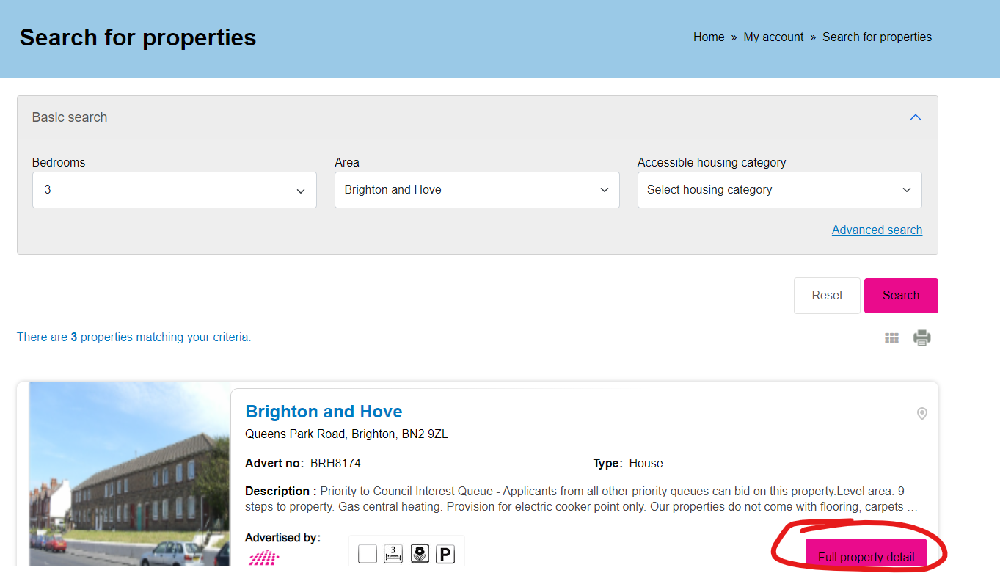 Search for properties
Home » My account » Search for properties
Basic search
Bedrooms
Area
Accessible housing category
3
Brighton and Hove
Select housing category
Advanced search
Reset
Search
There are 3 properties matching your criteria.
Brighton and Hove
Queens Park Road, Brighton, BN2 9ZL
Advert no: BRH8174
Type: House
Description : Priority to Council Interest Queue - Applicants from all other priority queues can bid on this property.Level area. 9
steps to property. Gas central heating. Provision for electric cooker point only. Our properties do not come with flooring, carpets ...
Advertised by:
3
P
Full property detail